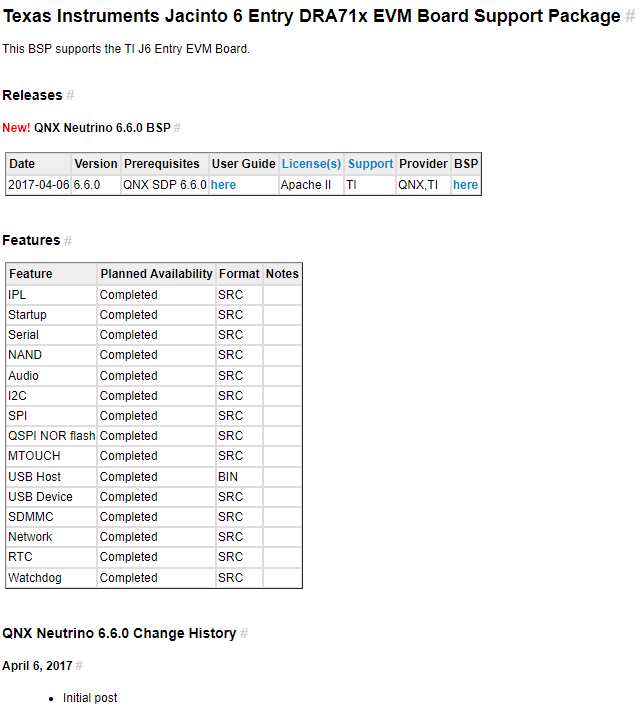 Texas Instruments Jacinto 6 Entry DRA71x EVM Board Support Package #
This BSP supports the TI J6 Entry EVM Board.
Releases #
New! QNX Neutrino 6.6.0 BSP #
Date Version Prerequisites User Guide License(s) Support Provider BSP
2017-04-06 6.6.0 QNX SDP 6.6.0 here Apache II TI QNX,TI here
Features #
Feature Planned Availability Format Notes
IPL Completed SRC
Startup Completed SRC
Serial Completed SRC
NAND Completed SRC
Audio Completed SRC
I2C Completed SRC
SPI Completed SRC
QSPI NOR flash Completed SRC
MTOUCH Completed SRC
USB Host Completed BIN
USB Device Completed SRC
SDMMC Completed SRC
Network Completed SRC
RTC Completed SRC
Watchdog Completed SRC
QNX Neutrino 6.6.0 Change History #
April 6, 2017 #
• Initial post